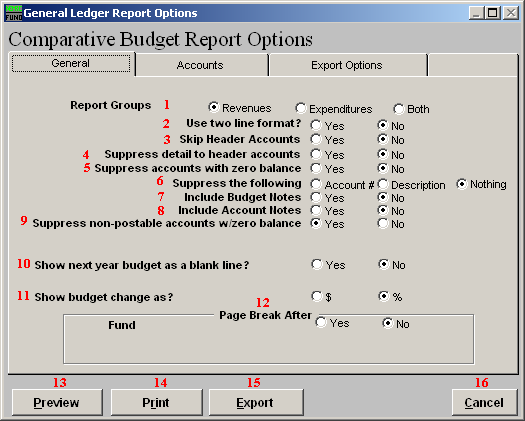 General Ledger Report Options
FUND
Comparative Budget Report Options
General Accounts Export Options
Report Groups 1 Revenues Expenditures Both
2 Use two line format? Yes No
3 Skip Header Accounts Yes No
4 Suppress detail to header accounts Yes No
5 Suppress accounts with zero balance Yes No
6 Suppress the following Account # Description Nothing
7 Include Budget Notes Yes No
8 Include Account Notes Yes No
9 Suppress non-postable accounts w/zero balance Yes No
10 Show next year budget as a blank line? Yes No
11 Show budget change as? $ %
12
Page Break After Yes No
Fund
13 14 15 16
Preview Print Export Cancel